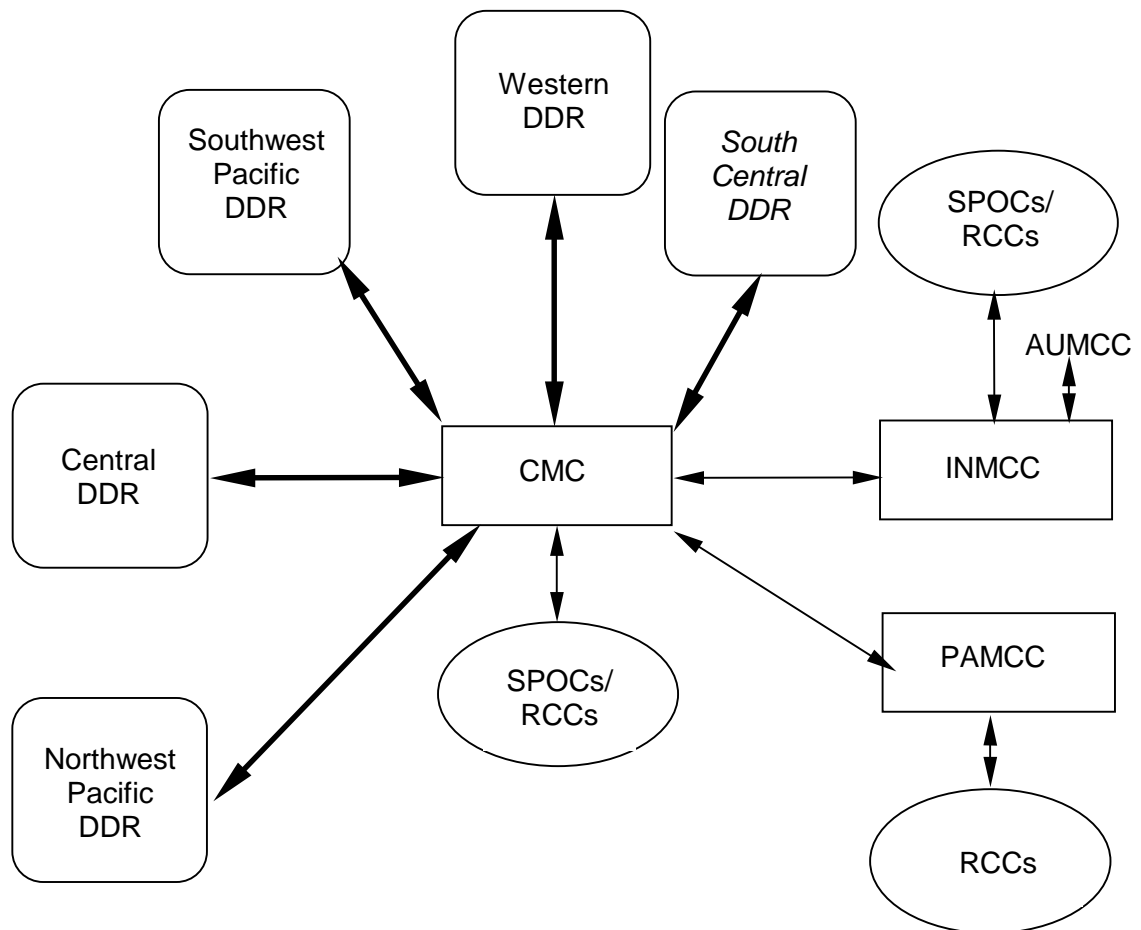 Western
DDR
Southwest
Pacific
DDR
South
Central
DDR
SPOCs/
RCCs
AUMCC
Central
DDR
CMC
INMCC
SPOCs/
RCCs
PAMCC
Northwest
Pacific
DDR
RCCs